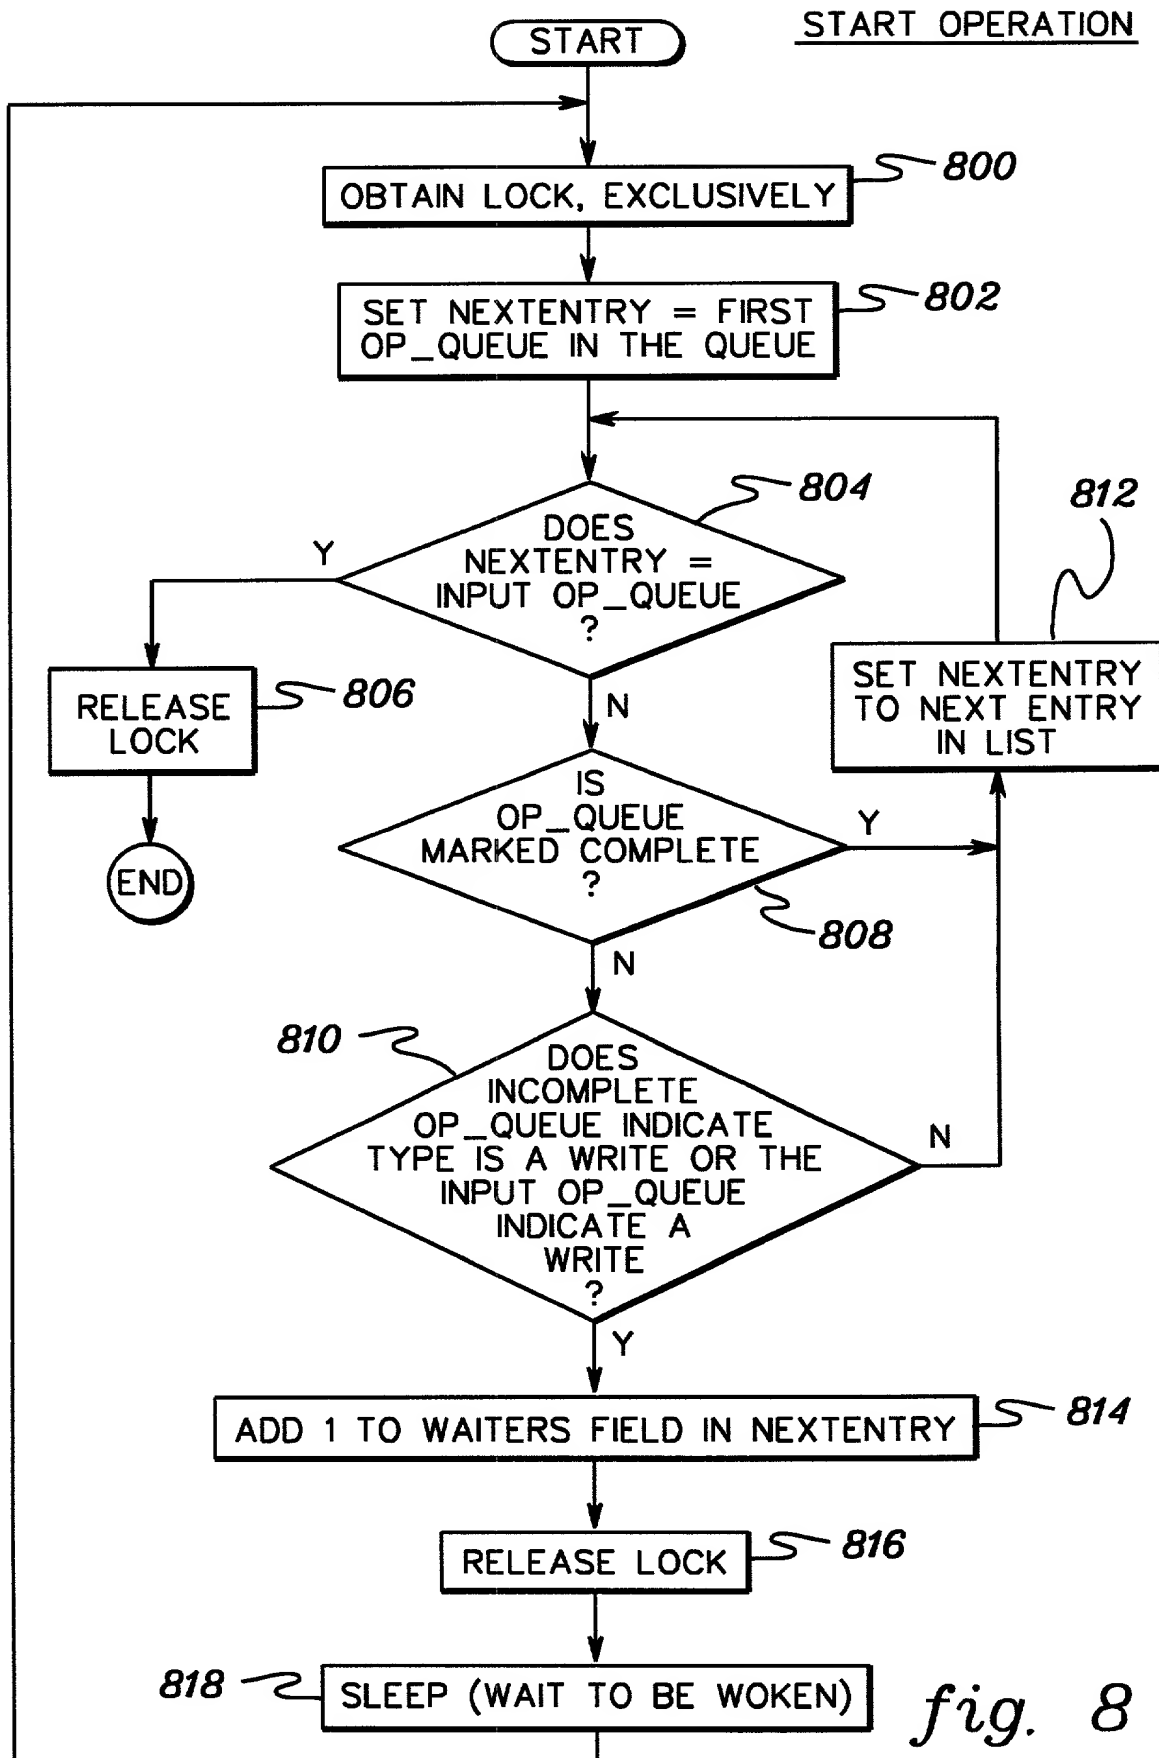 START OPERATION
START
800
OBTAIN LOCK, EXCLUSIVELY
802
SET NEXTENTRY = FIRST
OP_QUEUE IN THE QUEUE
804
DOES
NEXTENTRY =
INPUT OP_QUEUE
?
Y
N
806
RELEASE
LOCK
END
812
SET NEXTENTRY
TO NEXT ENTRY
IN LIST
IS
OP_QUEUE
MARKED COMPLETE
?
Y
808
N
810
DOES
INCOMPLETE
OP_QUEUE INDICATE
TYPE IS A WRITE OR THE
INPUT OP_QUEUE
INDICATE A
WRITE
?
N
Y
814
ADD 1 TO WAITERS FIELD IN NEXTENTRY
816
RELEASE LOCK
818
SLEEP (WAIT TO BE WOKEN)
fig. 8